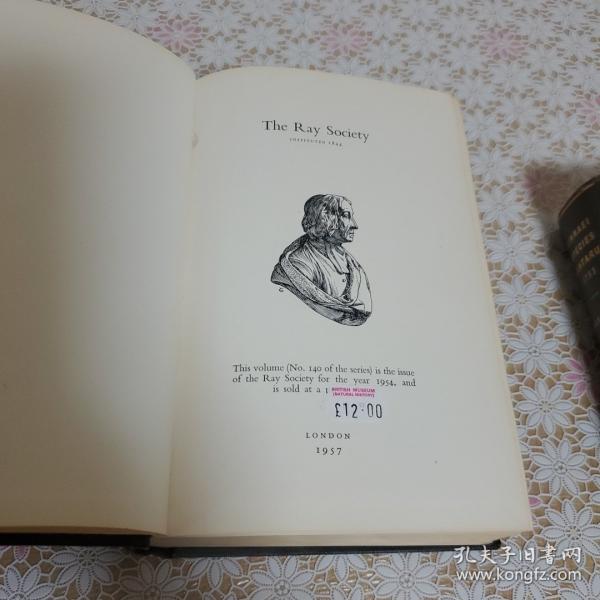 The Ray Society
INSTITUTED 1844
This volume (No. 140 of the series) is the issue
of the Ray Society for the year 1954, and
is sold at a
BRITISH MUSEUM
(NATURAL HISTORY)
£12·00
LONDON
1957
SPECIES
孔夫子旧书网
www.kongfz.com